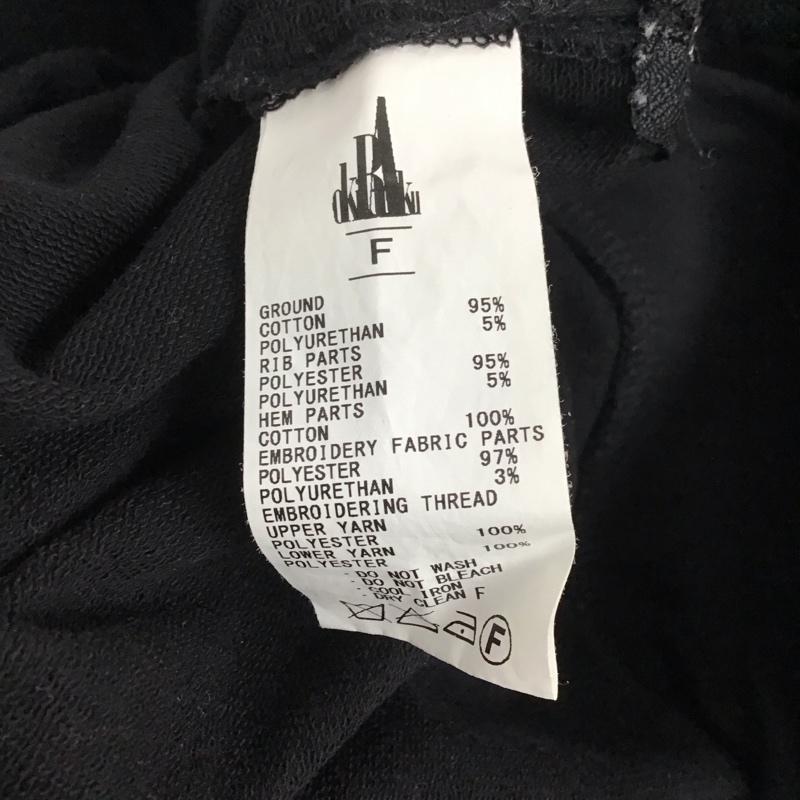 F
GROUND
COTTON 95%
POLYURETHAN 5%
RIB PARTS
POLYESTER 95%
POLYURETHAN 5%
HEM PARTS
COTTON 100%
EMBROIDERY FABRIC PARTS
POLYESTER 97%
POLYURETHAN 3%
EMBROIDERING THREAD
UPPER YARN
POLYESTER 100%
LOWER YARN
POLYESTER 100%
· DO NOT WASH
· DO NOT BLEACH
· COOL IRON
· DRY CLEAN F
F